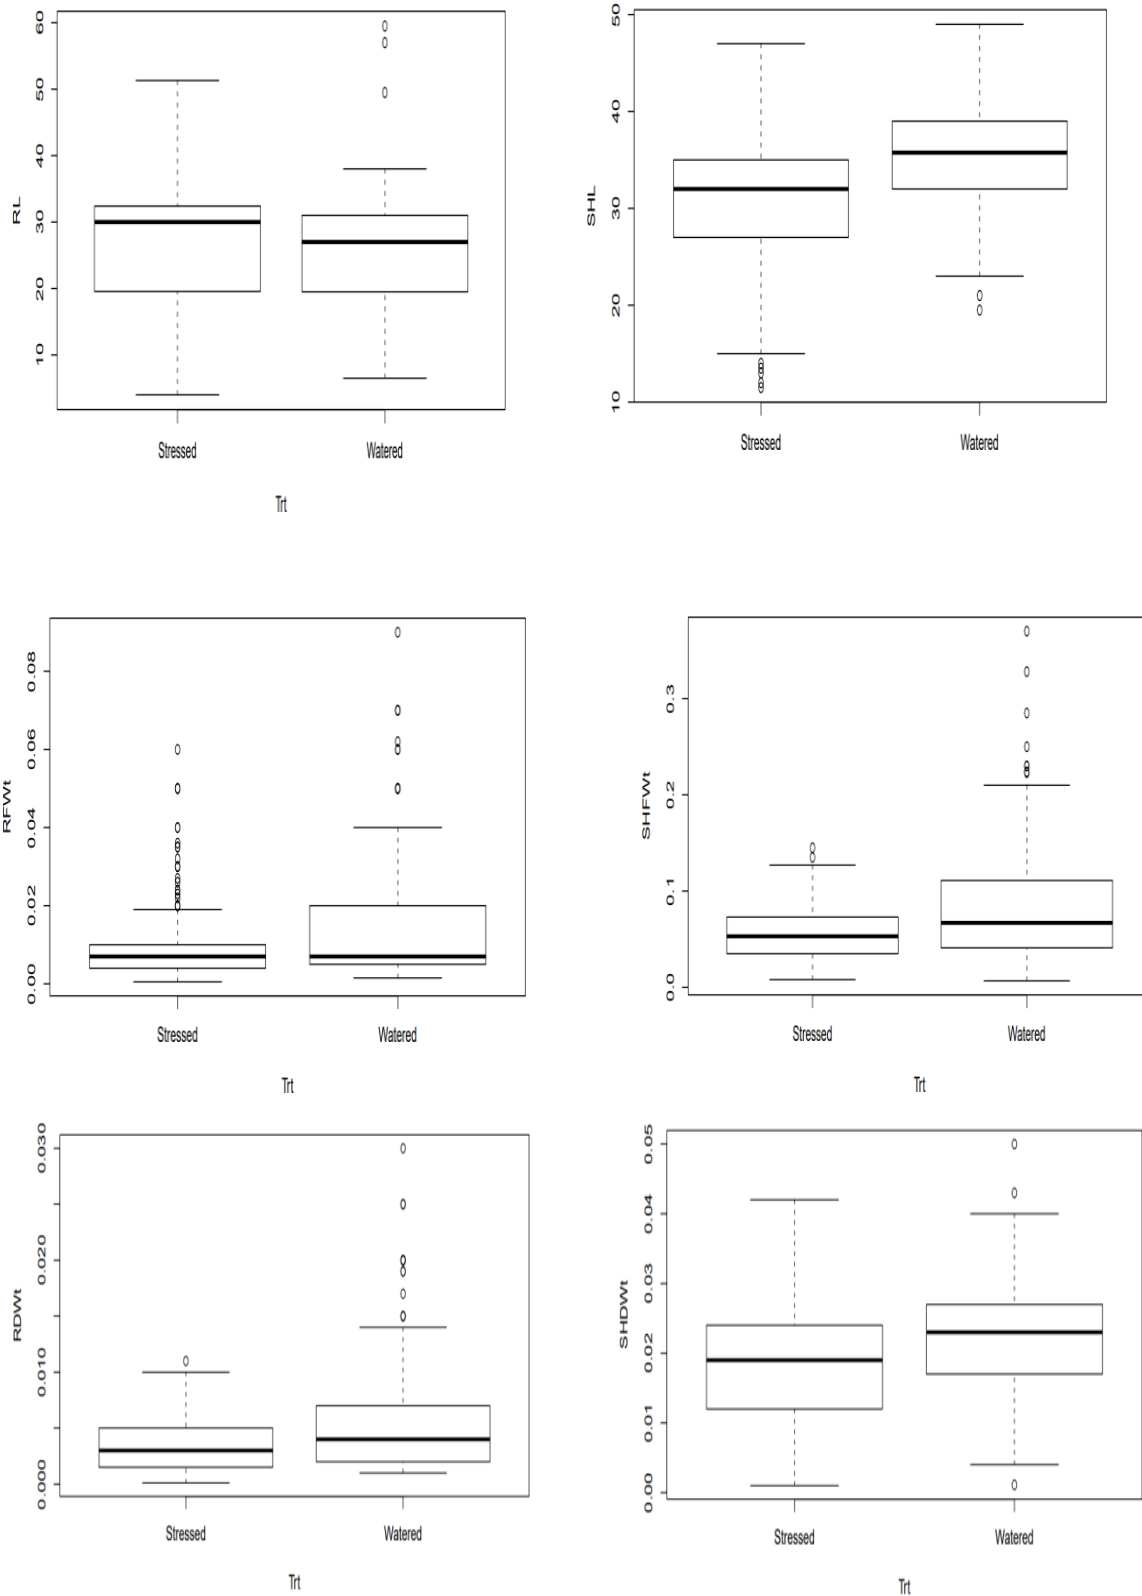 RL
60
50
40
30
20
10
Stressed Watered
Trt
SHL
50
40
30
20
10
Stressed Watered
RFWt
0.08
0.06
0.04
0.02
0.00
Stressed Watered
Trt
SHFWt
0.3
0.2
0.1
0.0
Stressed Watered
Trt
RDWt
0.030
0.020
0.010
0.000
Stressed Watered
Trt
SHDWt
0.05
0.04
0.03
0.02
0.01
0.00
Stressed Watered
Trt